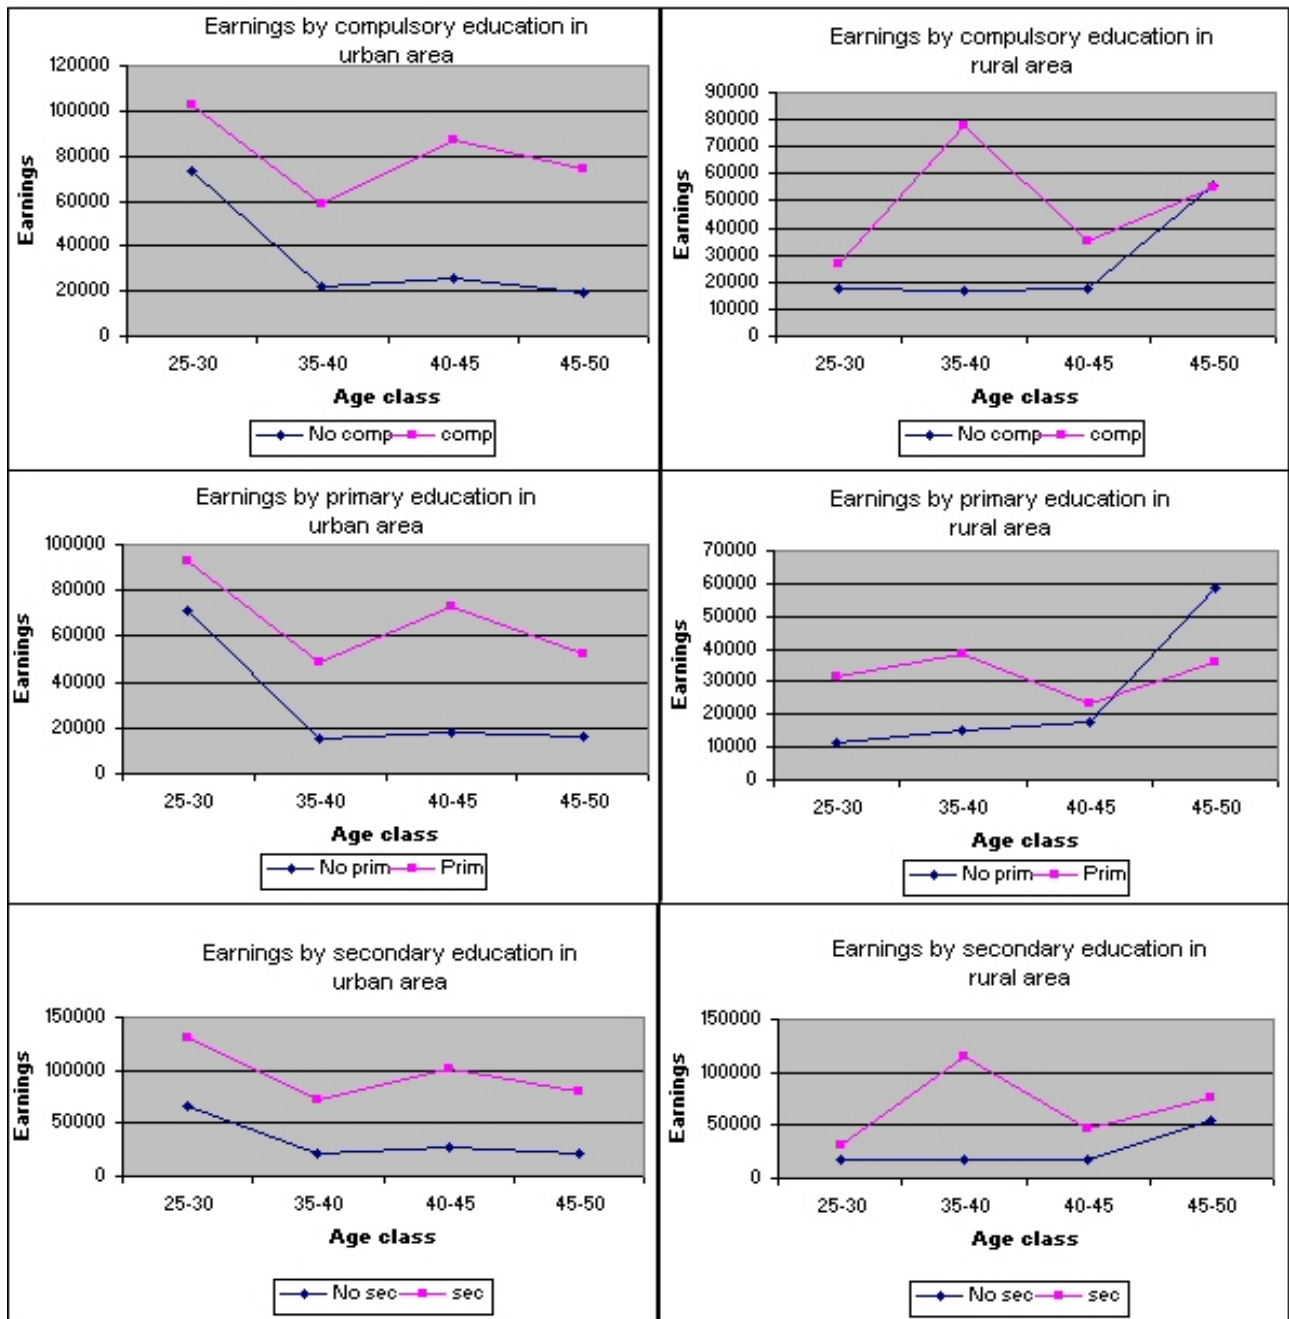 Earnings by compulsory education in
urban area
120000
100000
80000
60000
40000
20000
0
Earnings
25-30 35-40 40-45 45-50
Age class
No comp comp
Earnings by compulsory education in
rural area
90000
80000
70000
60000
50000
40000
30000
20000
10000
0
Earnings
25-30 35-40 40-45 45-50
Age class
No comp comp
Earnings by primary education in
urban area
100000
80000
60000
40000
20000
0
Earnings
25-30 35-40 40-45 45-50
Age class
No prim Prim
Earnings by primary education in
rural area
70000
60000
50000
40000
30000
20000
10000
0
Earnings
25-30 35-40 40-45 45-50
Age class
No prim Prim
Earnings by secondary education in
urban area
150000
100000
50000
0
Earnings
25-30 35-40 40-45 45-50
Age class
No sec sec
Earnings by secondary education in
rural area
150000
100000
50000
0
Earnings
25-30 35-40 40-45 45-50
Age class
No sec sec